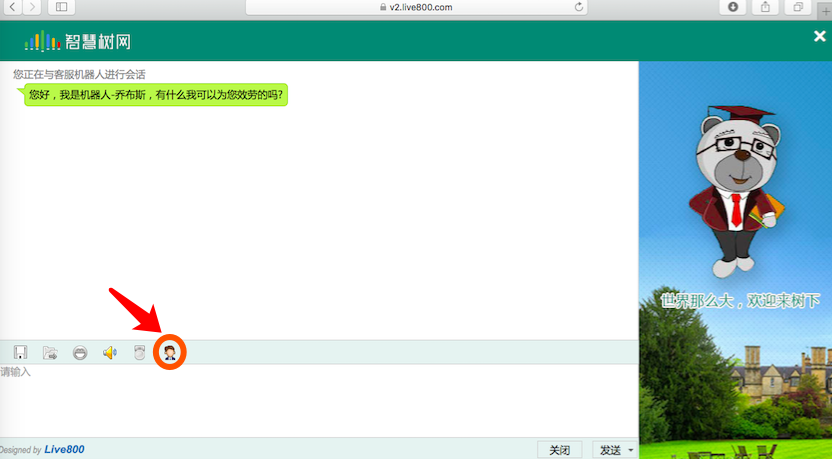 v2.live800.com
智慧树网
您正在与客服机器人进行会话
您好，我是机器人-乔布斯，有什么我可以为您效劳的吗?
世界那么大，欢迎来树下
请输入
Designed by Live800
关闭
发送